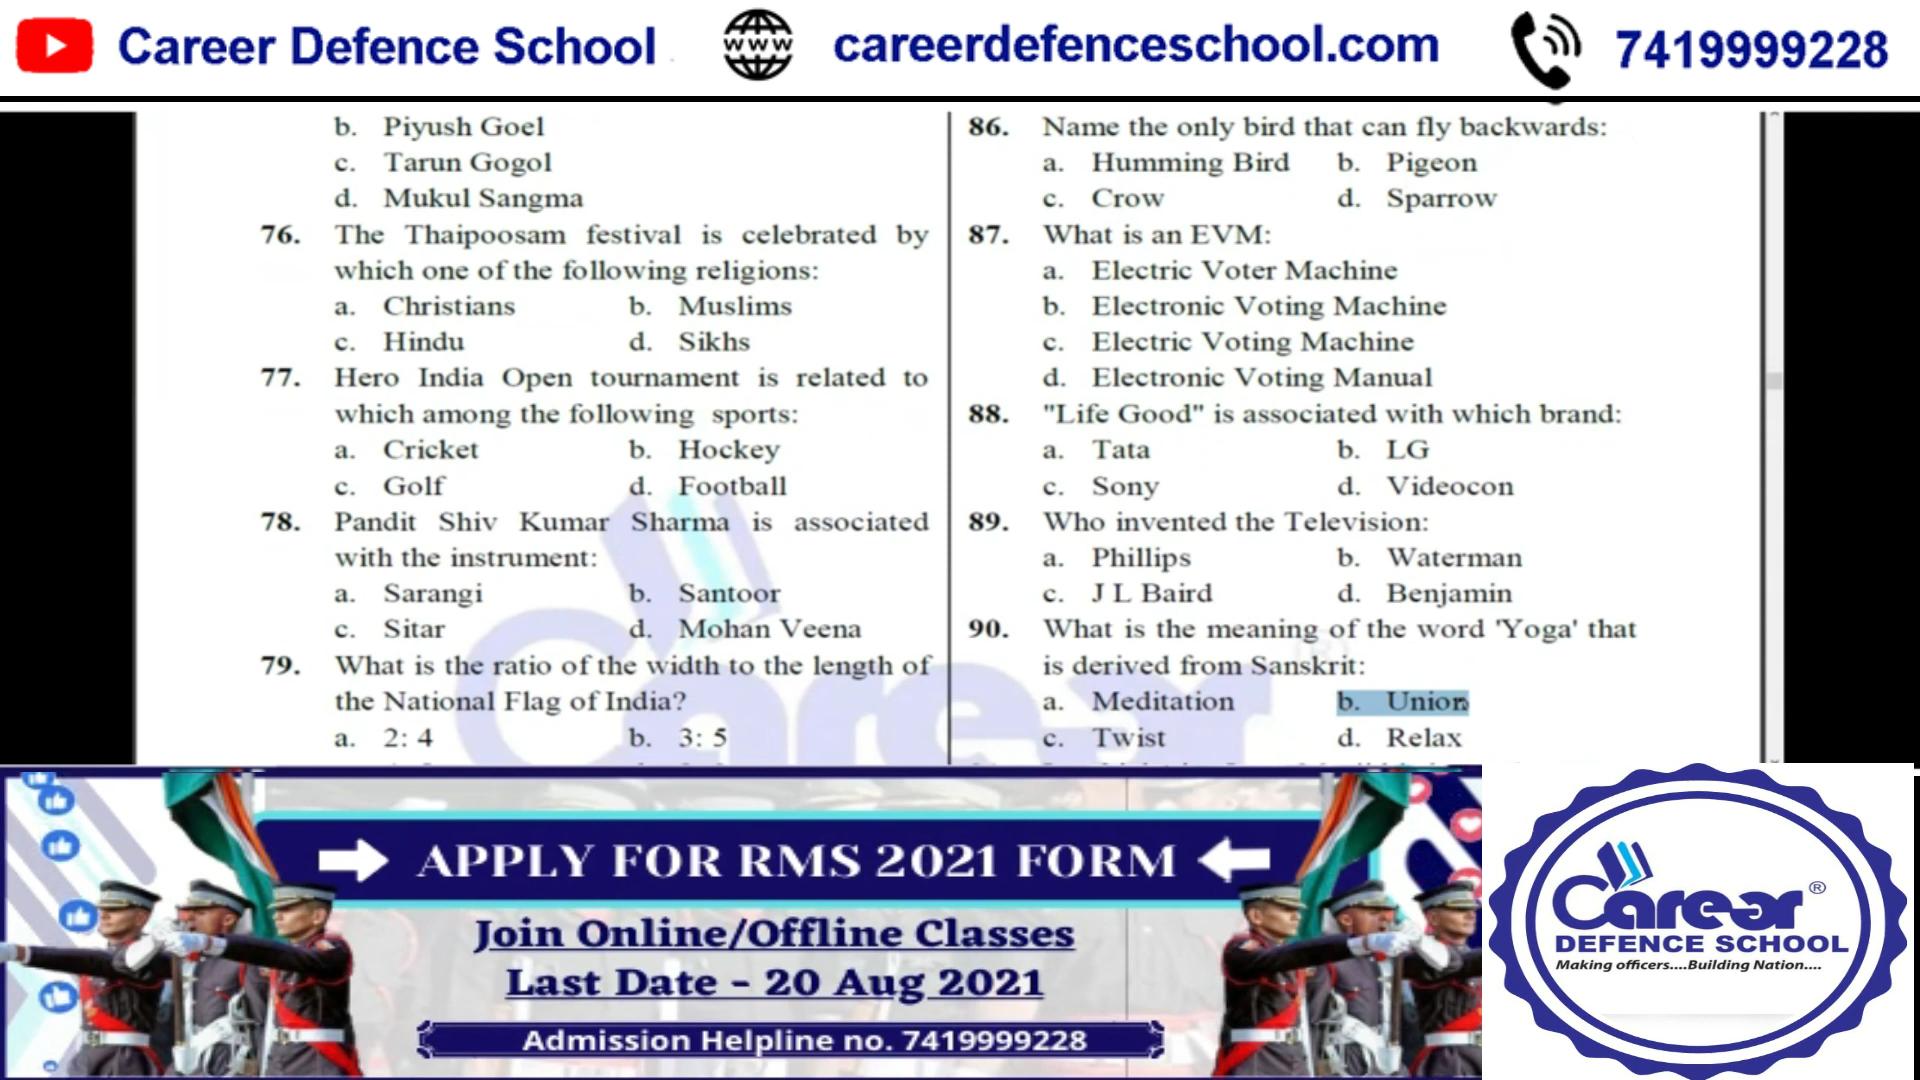 Career Defence School
careerdefenceschool.com
7419999228
b. Piyush Goel
c. Tarun Gogol
d. Mukul Sangma
76. The Thaipoosam festival is celebrated by
which one of the following religions:
a. Christians b. Muslims
c. Hindu d. Sikhs
77. Hero India Open tournament is related to
which among the following sports:
a. Cricket b. Hockey
c. Golf d. Football
78. Pandit Shiv Kumar Sharma is associated
with the instrument:
a. Sarangi b. Santoor
c. Sitar d. Mohan Veena
79. What is the ratio of the width to the length of
the National Flag of India?
a. 2: 4 b. 3: 5
86. Name the only bird that can fly backwards:
a. Humming Bird b. Pigeon
c. Crow d. Sparrow
87. What is an EVM:
a. Electric Voter Machine
b. Electronic Voting Machine
c. Electric Voting Machine
d. Electronic Voting Manual
88. "Life Good" is associated with which brand:
a. Tata b. LG
c. Sony d. Videocon
89. Who invented the Television:
a. Phillips b. Waterman
c. J L Baird d. Benjamin
90. What is the meaning of the word 'Yoga' that
is derived from Sanskrit:
a. Meditation b. Union
c. Twist d. Relax
APPLY FOR RMS 2021 FORM
Join Online/Offline Classes
Last Date - 20 Aug 2021
Admission Helpline no. 7419999228
Career ®
DEFENCE SCHOOL
Making officers....Building Nation....